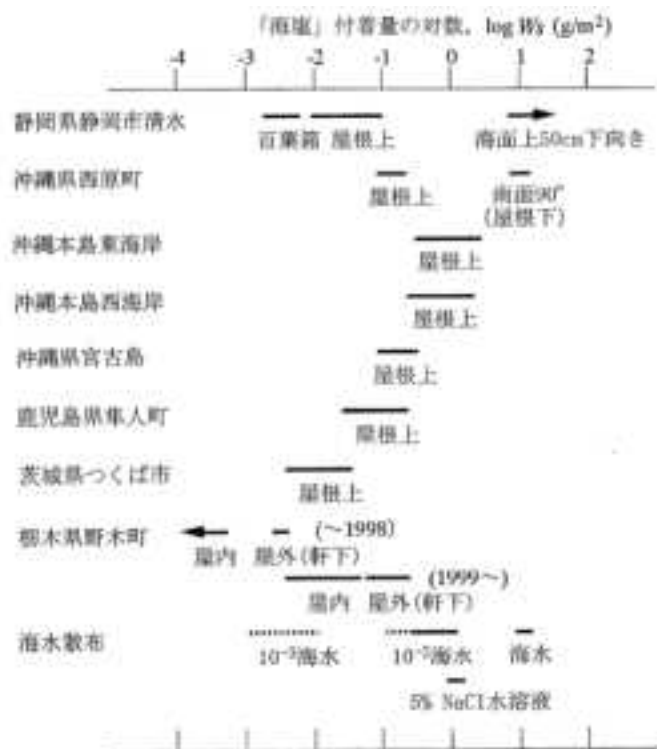 「海塩」付着量の対数, log Ws (g/m²)
-4 -3 -2 -1 0 1 2
静岡県静岡市清水
百葉箱 屋根上 海面上50cm下向き
沖縄県西原町
屋根上 南面90°
(屋根下)
沖縄本島東海岸
屋根上
沖縄本島西海岸
屋根上
沖縄県宮古島
屋根上
鹿児島県隼人町
屋根上
茨城県つくば市
屋根上
栃木県野木町 (~1998)
屋内 屋外(軒下)
(1999~)
屋内 屋外(軒下)
海水散布
海水
5% NaCl水溶液